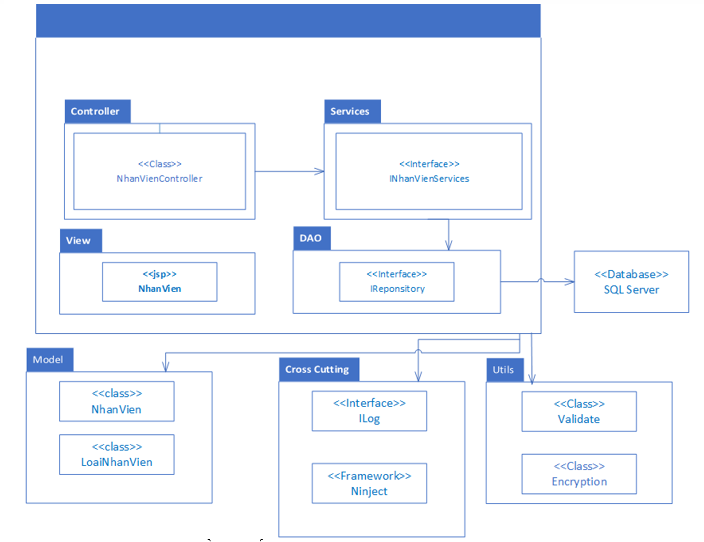 Controller
<<Class>>
NhanVienController
Services
<<Interface>>
INhanVienServices
View
<<jsp>>
NhanVien
DAO
<<Interface>>
IReponsitory
<<Database>>
SQL Server
Model
<<class>>
NhanVien
<<class>>
LoaiNhanVien
Cross Cutting
<<Interface>>
ILog
<<Framework>>
Ninject
Utils
<<Class>>
Validate
<<Class>>
Encryption